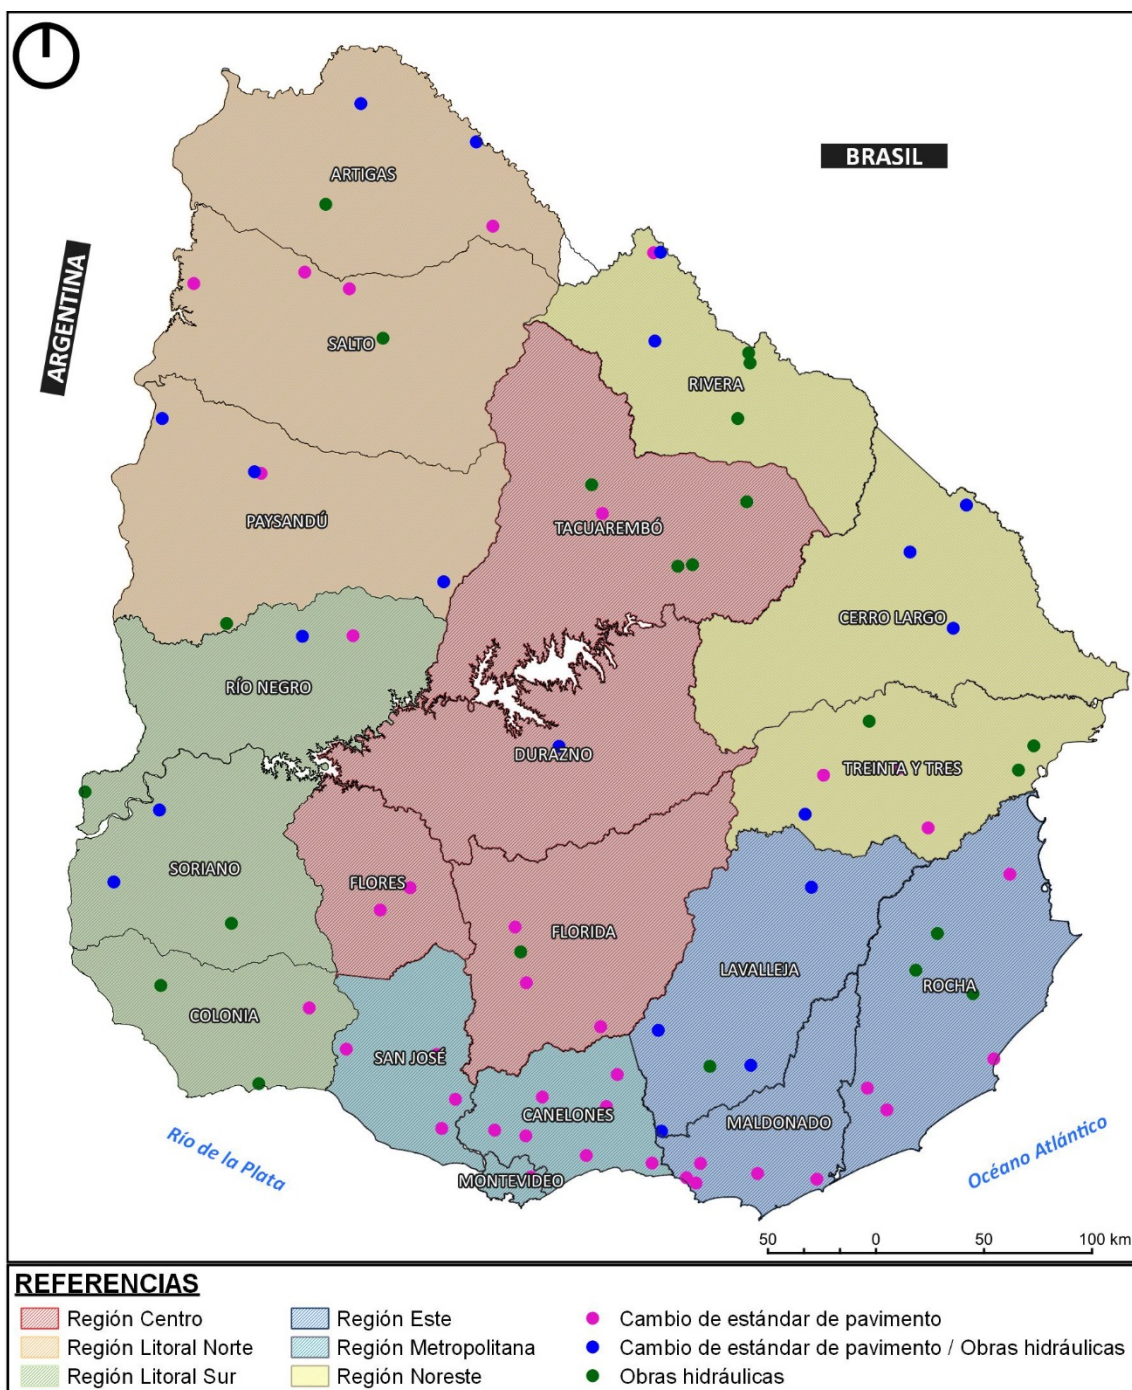 BRASIL
ARTIGAS
ARGENTINA
SALTO
RIVERA
PAYSANDÚ
TACUAREMBÓ
CERRO LARGO
RÍO NEGRO
DURAZNO
TREINTA Y TRES
SORIANO
FLORES
FLORIDA
LAVALLEJA
ROCHA
COLONIA
SAN JOSÉ
CANELONES
MALDONADO
MONTEVIDEO
Río de la Plata
Océano Atlántico
50 0 50 100 km
REFERENCIAS
Región Centro
Región Litoral Norte
Región Litoral Sur
Región Este
Región Metropolitana
Región Noreste
Cambio de estándar de pavimento
Cambio de estándar de pavimento / Obras hidráulicas
Obras hidráulicas